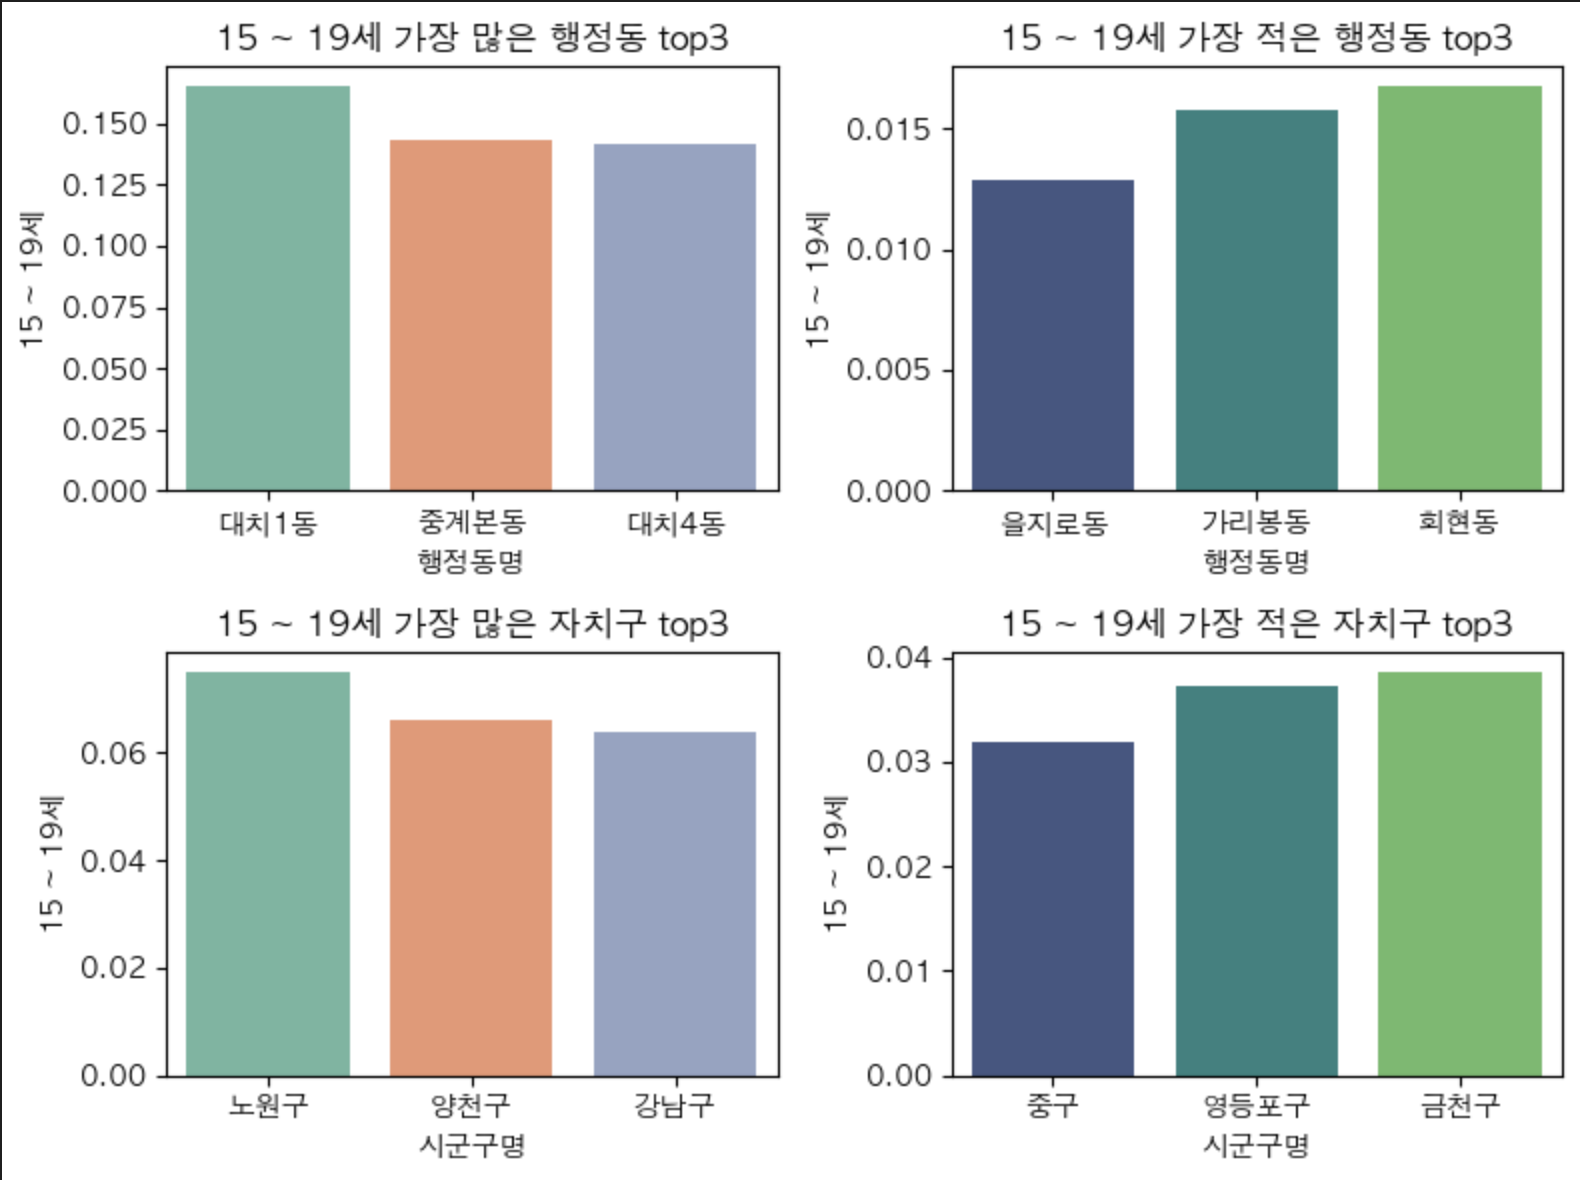 15 ~ 19세 가장 많은 행정동 top3
15 ~ 19세
0.150
0.125
0.100
0.075
0.050
0.025
0.000
대치1동 중계본동 대치4동
행정동명
15 ~ 19세 가장 적은 행정동 top3
15 ~ 19세
0.015
0.010
0.005
0.000
을지로동 가리봉동 회현동
행정동명
15 ~ 19세 가장 많은 자치구 top3
15 ~ 19세
0.06
0.04
0.02
0.00
노원구 양천구 강남구
시군구명
15 ~ 19세 가장 적은 자치구 top3
15 ~ 19세
0.04
0.03
0.02
0.01
0.00
중구 영등포구 금천구
시군구명